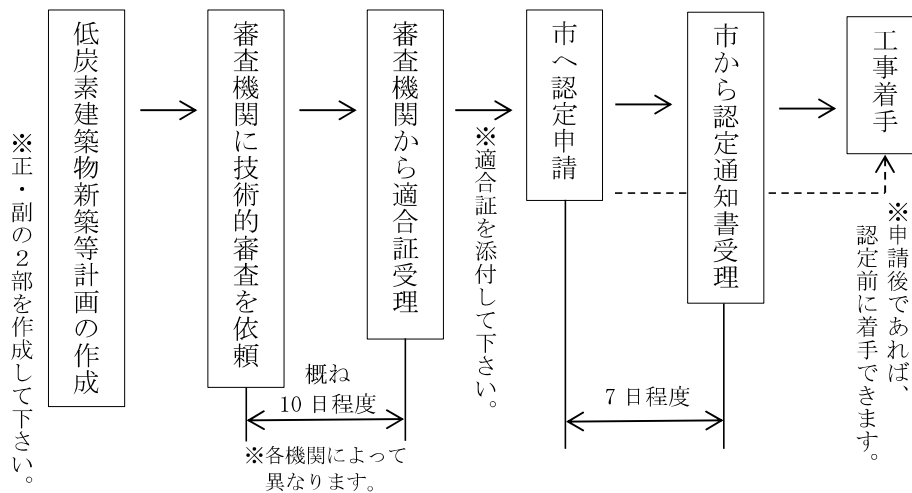 低炭素建築物新築等計画の作成
※正・副の2部を作成して下さい。
審査機関に技術的審査を依頼
審査機関から適合証受理
概ね
10日程度
※各機関によって
異なります。
※適合証を添付して下さい。
市へ認定申請
市から認定通知書受理
7日程度
工事着手
※申請後であれば、
認定前に着手できます。